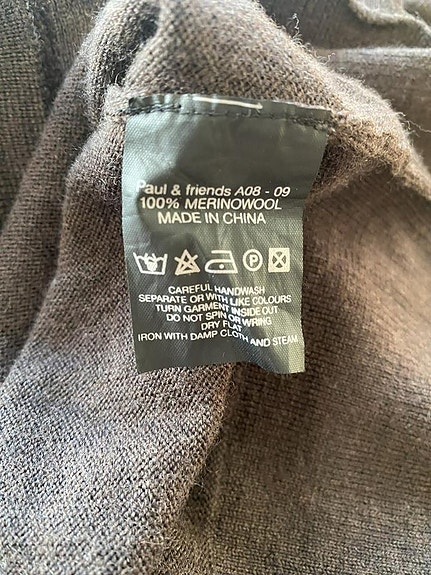 Paul & friends A08 - 09
100% MERINOWOOL
MADE IN CHINA
P
CAREFUL HANDWASH
SEPARATE OR WITH LIKE COLOURS
TURN GARMENT INSIDE OUT
DO NOT SPIN OR WRING
DRY FLAT
IRON WITH DAMP CLOTH AND STEAM